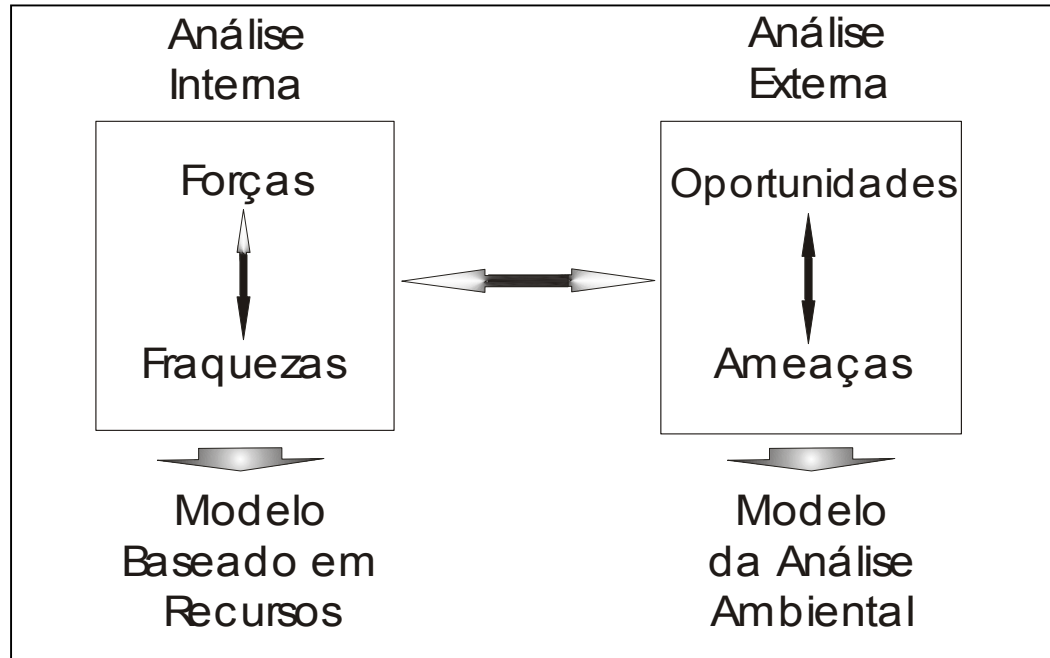 Análise
Interna
Forças
Fraquezas
Modelo
Baseado em
Recursos
Análise
Externa
Oportunidades
Ameaças
Modelo
da Análise
Ambiental